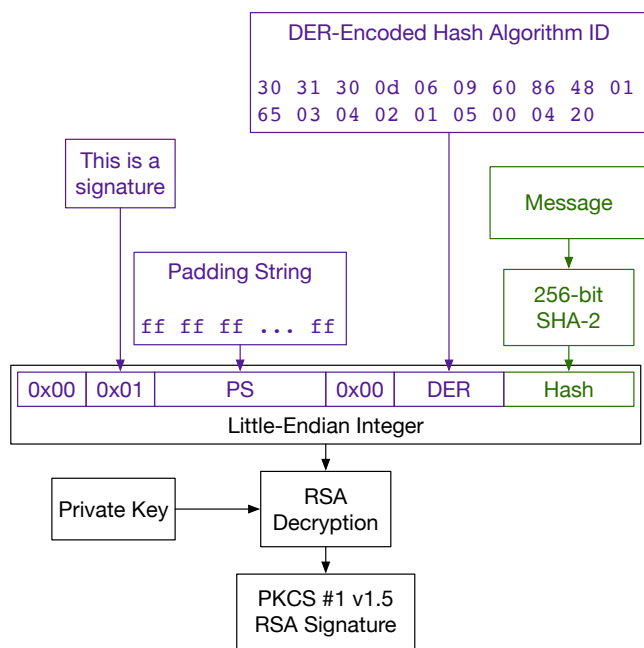 DER-Encoded Hash Algorithm ID
30 31 30 0d 06 09 60 86 48 01
65 03 04 02 01 05 00 04 20
This is a
signature
Message
Padding String
ff ff ff ... ff
256-bit
SHA-2
0x00 0x01 PS 0x00 DER Hash
Little-Endian Integer
Private Key
RSA
Decryption
PKCS #1 v1.5
RSA Signature